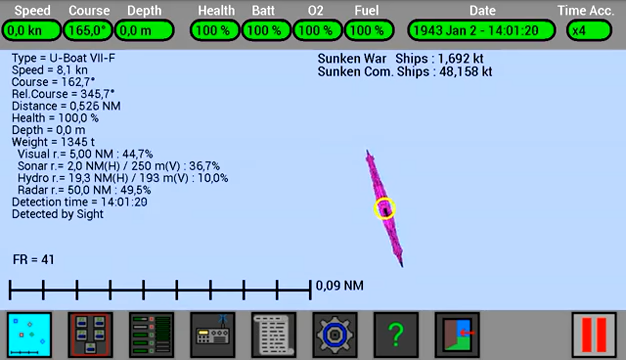 Speed Course Depth Health Batt O2 Fuel Date Time Acc.
0,0 kn 165,0° 0,0 m 100 % 100 % 100 % 100 % 1943 Jan 2 - 14:01:20 x4
Type = U-Boat VII-F
Speed = 8,1 kn
Course = 162,7°
Rel.Course = 345,7°
Distance = 0,526 NM
Health = 100,0 %
Depth = 0,0 m
Weight = 1345 t
Visual r.= 5,00 NM : 44,7%
Sonar r.= 2,0 NM(H) / 250 m(V) : 36,7%
Hydro r.= 19,3 NM(H) / 193 m(V) : 10,0%
Radar r.= 50,0 NM : 49,5%
Detection time = 14:01:20
Detected by Sight
Sunken War Ships : 1,692 kt
Sunken Com. Ships : 48,158 kt
FR = 41
0,09 NM
?